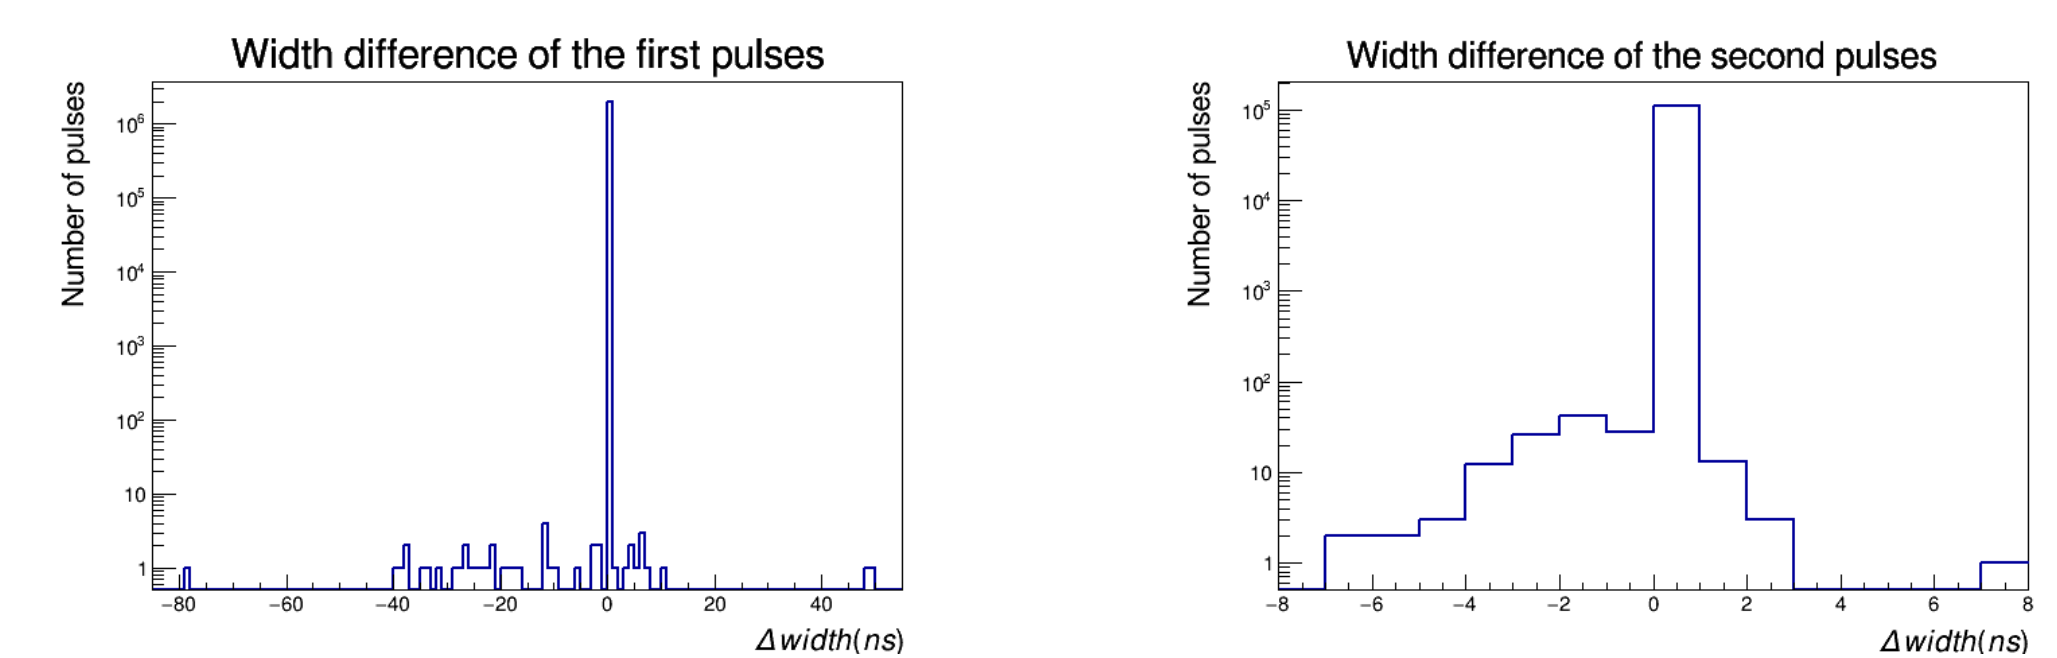 Width difference of the first pulses
Number of pulses
10⁶
10⁵
10⁴
10³
10²
10
1
−80 −60 −40 −20 0 20 40
Δwidth(ns)
Width difference of the second pulses
Number of pulses
10⁵
10⁴
10³
10²
10
1
−8 −6 −4 −2 0 2 4 6 8
Δwidth(ns)